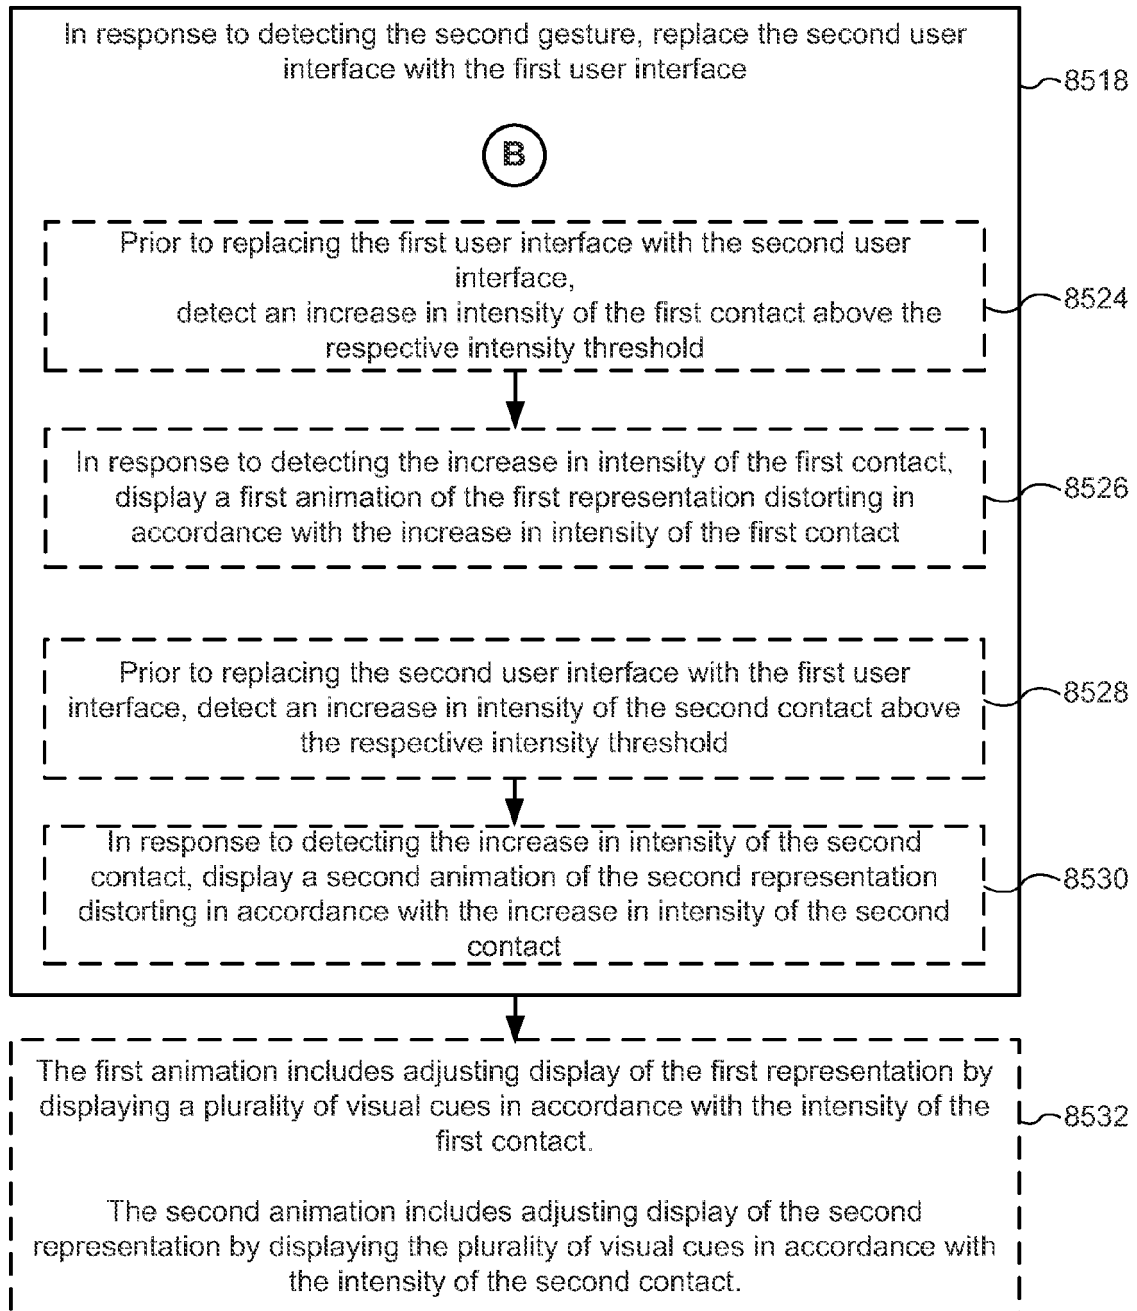 In response to detecting the second gesture, replace the second user
interface with the first user interface
8518
B
Prior to replacing the first user interface with the second user
interface,
detect an increase in intensity of the first contact above the
respective intensity threshold
8524
In response to detecting the increase in intensity of the first contact,
display a first animation of the first representation distorting in
accordance with the increase in intensity of the first contact
8526
Prior to replacing the second user interface with the first user
interface, detect an increase in intensity of the second contact above
the respective intensity threshold
8528
In response to detecting the increase in intensity of the second
contact, display a second animation of the second representation
distorting in accordance with the increase in intensity of the second
contact
8530
The first animation includes adjusting display of the first representation by
displaying a plurality of visual cues in accordance with the intensity of the
first contact.
8532
The second animation includes adjusting display of the second
representation by displaying the plurality of visual cues in accordance with
the intensity of the second contact.